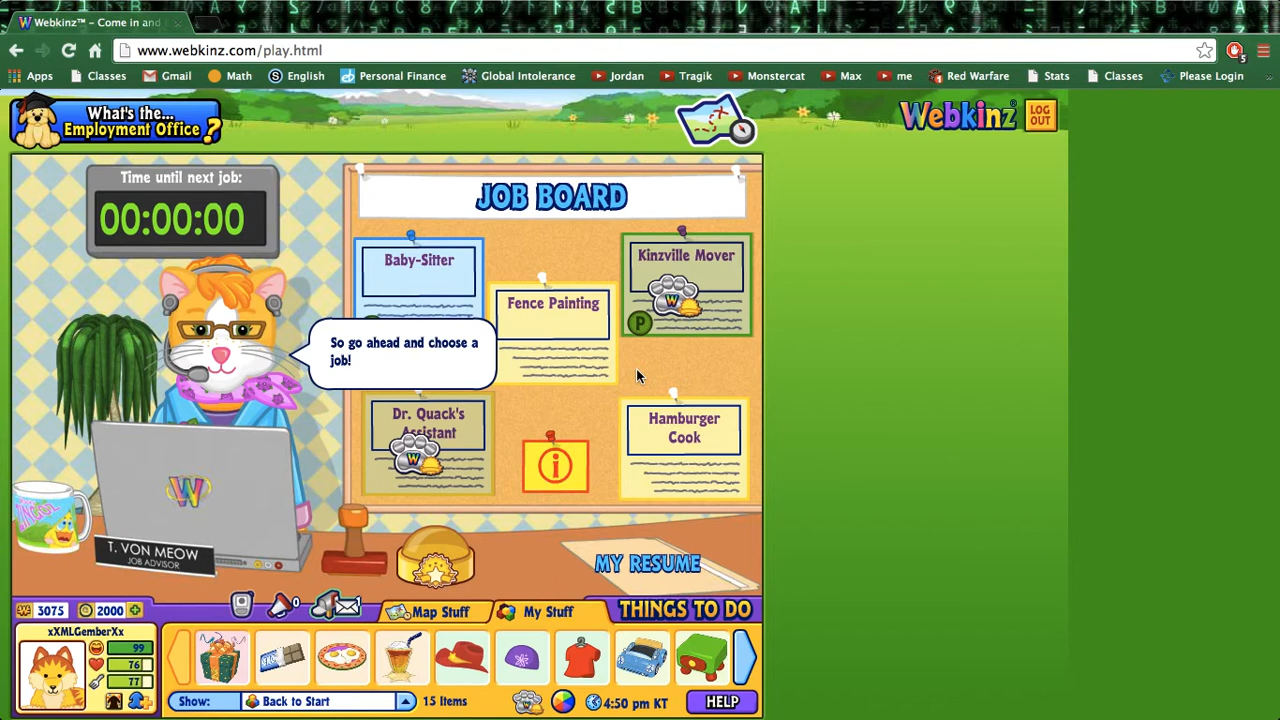 Webkinz™ – Come in and
www.webkinz.com/play.html
Apps Classes Gmail Math English Personal Finance Global Intolerance Jordan Tragik Monstercat Max me Red Warfare Stats Classes Please Login
5
What's the...
Employment Office ?
Webkinz®
LOG
OUT
Time until next job:
00:00:00
JOB BOARD
Baby-Sitter
Fence Painting
Kinzville Mover
W
P
So go ahead and choose a
job!
Dr. Quack's
Assistant
W
i
Hamburger
Cook
W
T. VON MEOW
JOB ADVISOR
MY RESUME
3075
2000
0
1
Map Stuff
My Stuff
THINGS TO DO
xXMLGemberXx
99
76
77
Show:
Back to Start
15 Items
4:50 pm KT
HELP